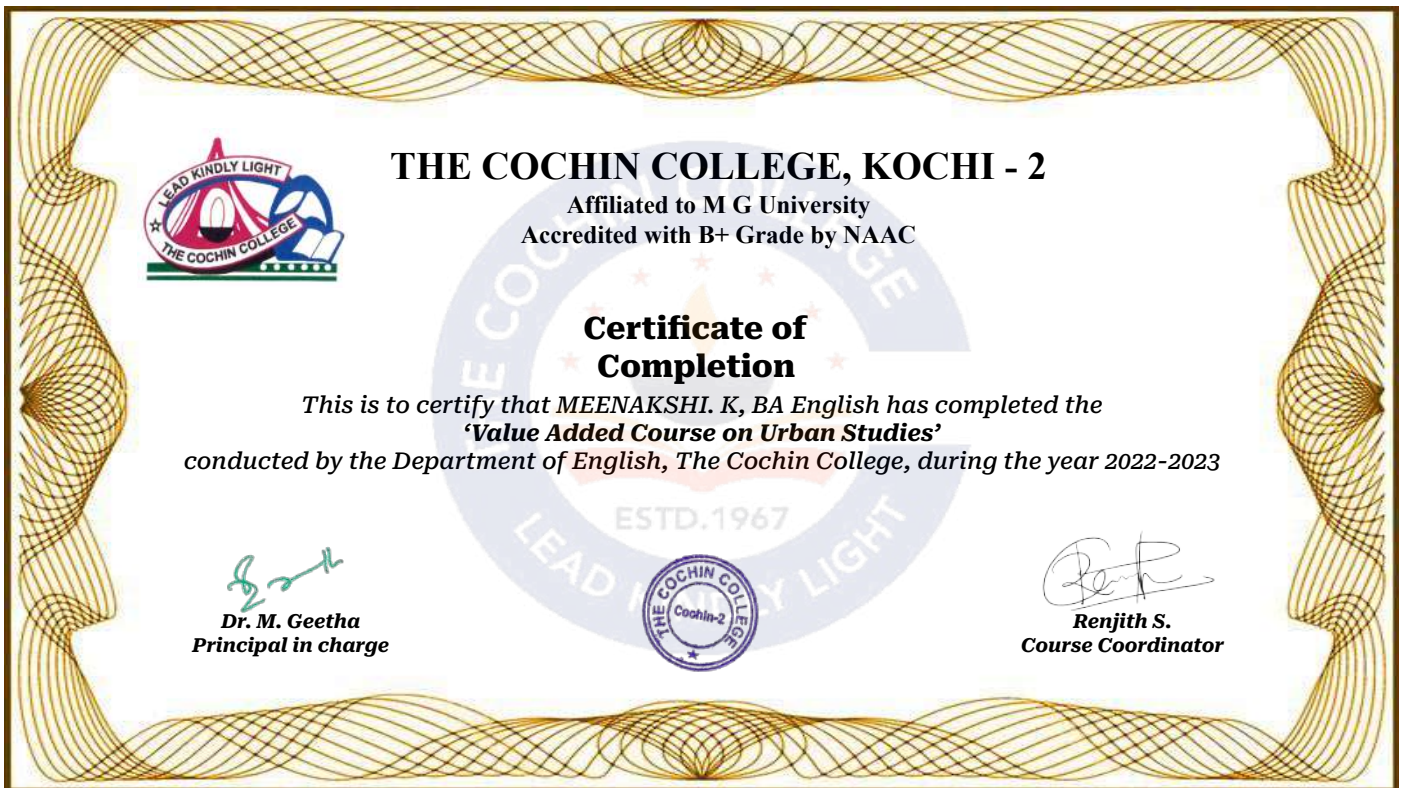 LEAD KINDLY LIGHT
THE COCHIN COLLEGE
THE COCHIN COLLEGE, KOCHI - 2
Affiliated to M G University
Accredited with B+ Grade by NAAC
THE COCHIN COLLEGE
Certificate of
Completion
This is to certify that MEENAKSHI. K, BA English has completed the
‘Value Added Course on Urban Studies’
conducted by the Department of English, The Cochin College, during the year 2022-2023
ESTD.1967
LEAD KINDLY LIGHT
THE COCHIN COLLEGE
Cochin-2
Dr. M. Geetha
Principal in charge
Renjith S.
Course Coordinator